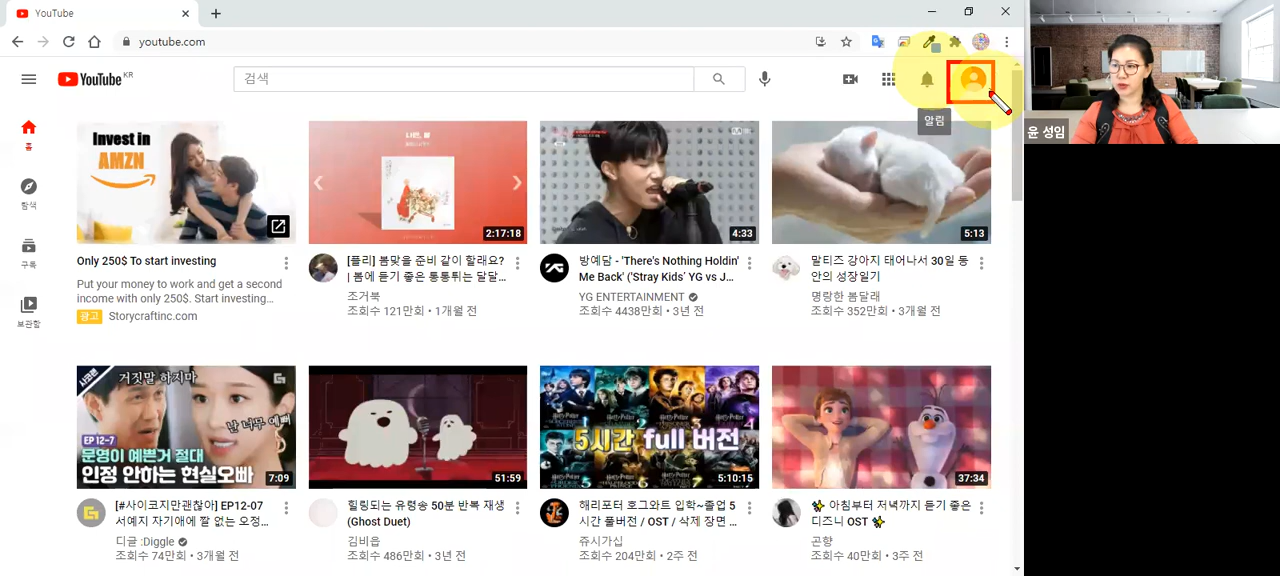 YouTube
youtube.com
YouTube KR
검색
알림
윤 성임
홈
탐색
구독
보관함
Invest in
AMZN
나른, 봄
2:17:18
4:33
5:13
Only 250$ To start investing
Put your money to work and get a second
income with only 250$. Start investing…
광고 Storycraftinc.com
[플리] 봄맞을 준비 같이 할래요?
| 봄에 듣기 좋은 통통튀는 달달…
조거북
조회수 121만회 • 1개월 전
방예담 - 'There's Nothing Holdin'
Me Back' ('Stray Kids' YG vs J…
YG ENTERTAINMENT
조회수 4438만회 • 3년 전
말티즈 강아지 태어나서 30일 동
안의 성장일기
명랑한 봄달래
조회수 352만회 • 3개월 전
사코팬
거짓말 하지마
난 너무 예뻐
EP 12-7
문영이 예쁜거 절대
인정 안하는 현실오빠
7:09
51:59
5시간 full 버전
5:10:15
37:34
[#사이코지만괜찮아] EP12-07
서예지 자기애에 짤 없는 오정…
디글 :Diggle
조회수 74만회 • 3개월 전
힐링되는 유령송 50분 반복 재생
(Ghost Duet)
김비읍
조회수 486만회 • 3년 전
해리포터 호그와트 입학~졸업 5
시간 풀버전 / OST / 삭제 장면 …
쥬시가십
조회수 204만회 • 2주 전
✨ 아침부터 저녁까지 듣기 좋은
디즈니 OST ✨
곤향
조회수 40만회 • 3주 전